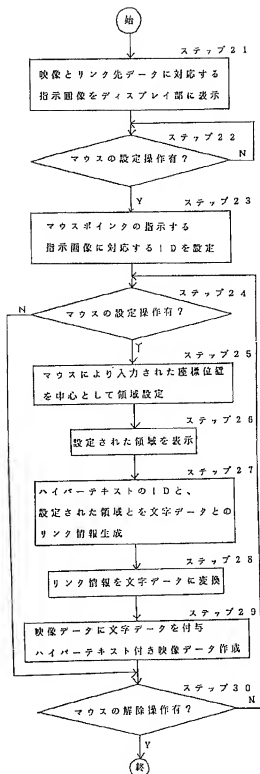 始
ステップ21
映像とリンク先データに対応する
指示画像をディスプレイ部に表示
ステップ22
マウスの設定操作有?
N
Y
ステップ23
マウスポインクの指示する
指示画像に対応するIDを設定
ステップ24
N
マウスの設定操作有?
Y
ステップ25
マウスにより入力された座標位置
を中心として領域設定
ステップ26
設定された領域を表示
ステップ27
ハイパーテキストのIDと、
設定された領域とを文字データとの
リンク情報生成
ステップ28
リンク情報を文字データに変換
ステップ29
映像データに文字データを付与
ハイパーテキスト付き映像データ作成
ステップ30
マウスの解除操作有?
N
Y
終